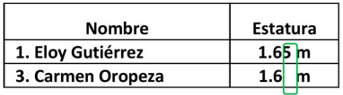 Nombre Estatura
1. Eloy Gutiérrez 1.65 m
3. Carmen Oropeza 1.6 m